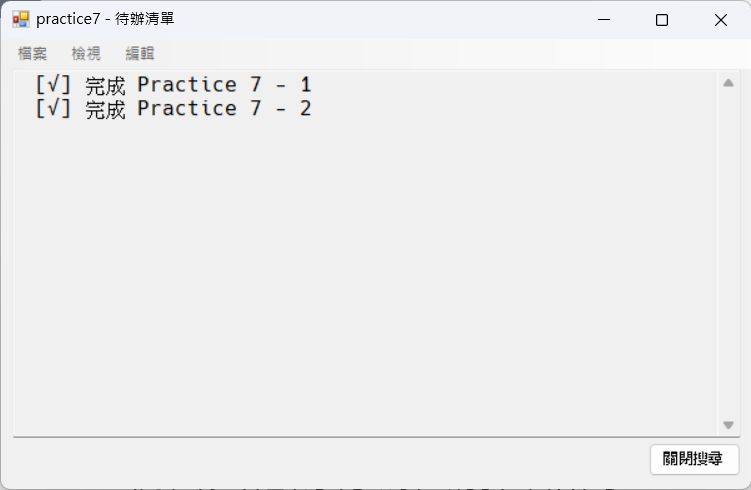 practice7 - 待辦清單
檔案 檢視 編輯
[√] 完成 Practice 7 - 1
[√] 完成 Practice 7 - 2
關閉搜尋